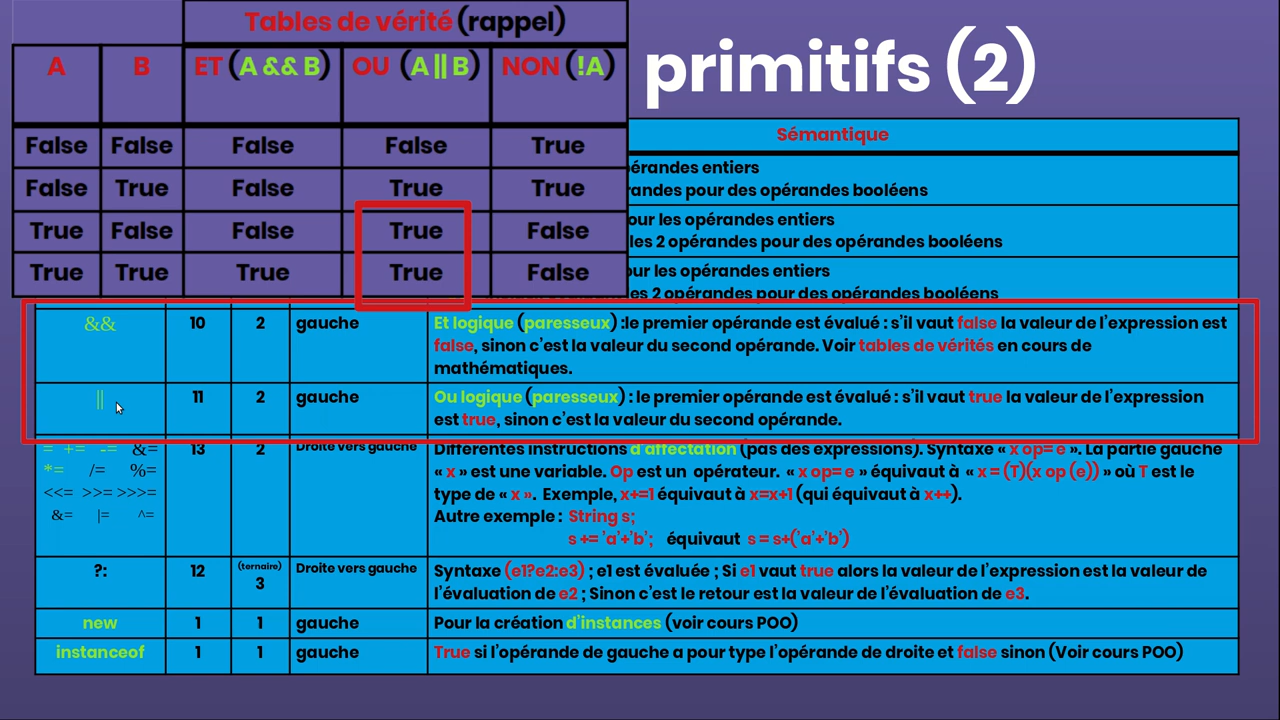 Tables de vérité (rappel)
A B ET (A && B) OU (A || B) NON (!A)
False False False False True
False True False True True
True False False True False
True True True True False
primitifs (2)
Sémantique
opérandes entiers
pour des opérandes booléens
pour les opérandes entiers
les 2 opérandes pour des opérandes booléens
les opérandes entiers
les 2 opérandes pour des opérandes booléens
&& 10 2 gauche Et logique (paresseux) :le premier opérande est évalué : s’il vaut false la valeur de l’expression est
false, sinon c’est la valeur du second opérande. Voir tables de vérités en cours de
mathématiques.
|| 11 2 gauche Ou logique (paresseux) : le premier opérande est évalué : s’il vaut true la valeur de l’expression
est true, sinon c’est la valeur du second opérande.
= += -= &= 13 2 Droite vers gauche Différentes instructions d’affectation (pas des expressions). Syntaxe « x op= e ». La partie gauche
*= /= %= « x » est une variable. Op est un opérateur. « x op= e » équivaut à « x = (T)(x op (e)) » où T est le
<<= >>= >>>= type de « x ». Exemple, x+=1 équivaut à x=x+1 (qui équivaut à x++).
&= |= ^= Autre exemple : String s;
s += ’a’+’b’; équivaut s = s+(’a’+’b’)
?: 12 (ternaire) 3 Droite vers gauche Syntaxe (e1?e2:e3) ; e1 est évaluée ; Si e1 vaut true alors la valeur de l’expression est la valeur de
l’évaluation de e2 ; Sinon c’est le retour est la valeur de l’évaluation de e3.
new 1 1 gauche Pour la création d’instances (voir cours POO)
instanceof 1 1 gauche True si l’opérande de gauche a pour type l’opérande de droite et false sinon (Voir cours POO)